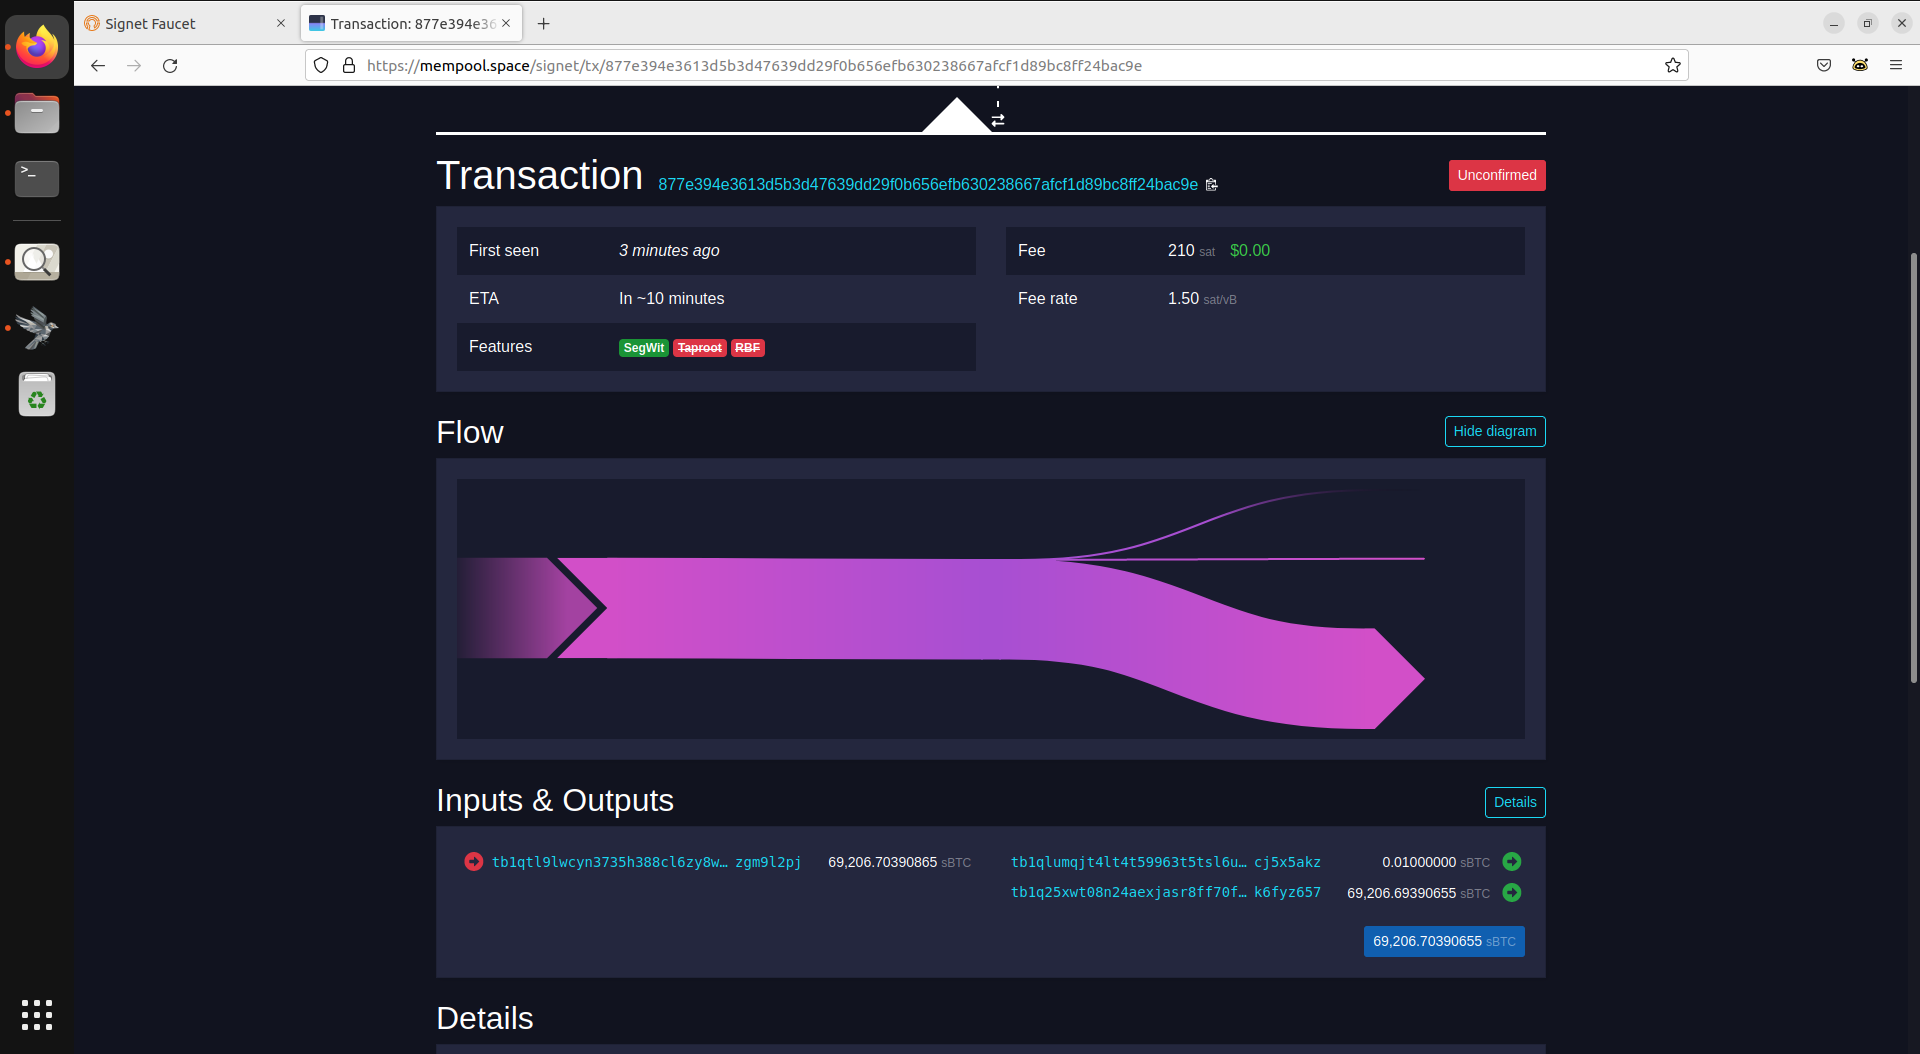 Signet Faucet
Transaction: 877e394e36
https://mempool.space/signet/tx/877e394e3613d5b3d47639dd29f0b656efb630238667afcf1d89bc8ff24bac9e
Transaction 877e394e3613d5b3d47639dd29f0b656efb630238667afcf1d89bc8ff24bac9e Unconfirmed
First seen 3 minutes ago
ETA In ~10 minutes
Features SegWit Taproot RBF
Fee 210 sat $0.00
Fee rate 1.50 sat/vB
Flow Hide diagram
Inputs & Outputs Details
tb1qtl9lwcyn3735h388cl6zy8w… zgm9l2pj 69,206.70390865 sBTC
tb1qlumqjt4lt4t59963t5tsl6u… cj5x5akz 0.01000000 sBTC
tb1q25xwt08n24aexjasr8ff70f… k6fyz657 69,206.69390655 sBTC
69,206.70390655 sBTC
Details